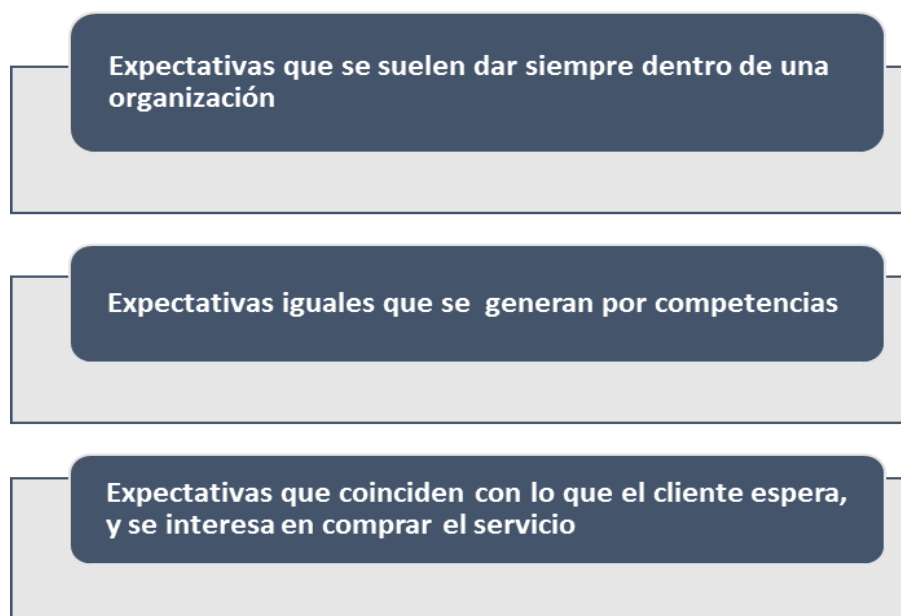 Expectativas que se suelen dar siempre dentro de una
organización
Expectativas iguales que se generan por competencias
Expectativas que coinciden con lo que el cliente espera,
y se interesa en comprar el servicio